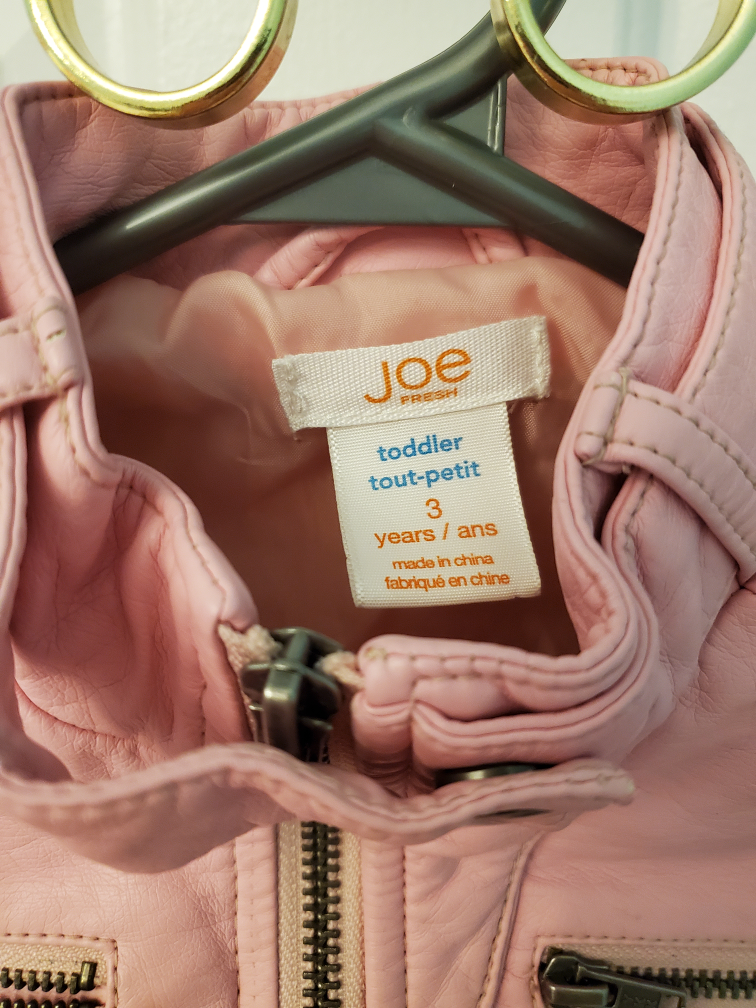 Joe
FRESH
toddler
tout-petit
3
years / ans
made in china
fabriqué en chine